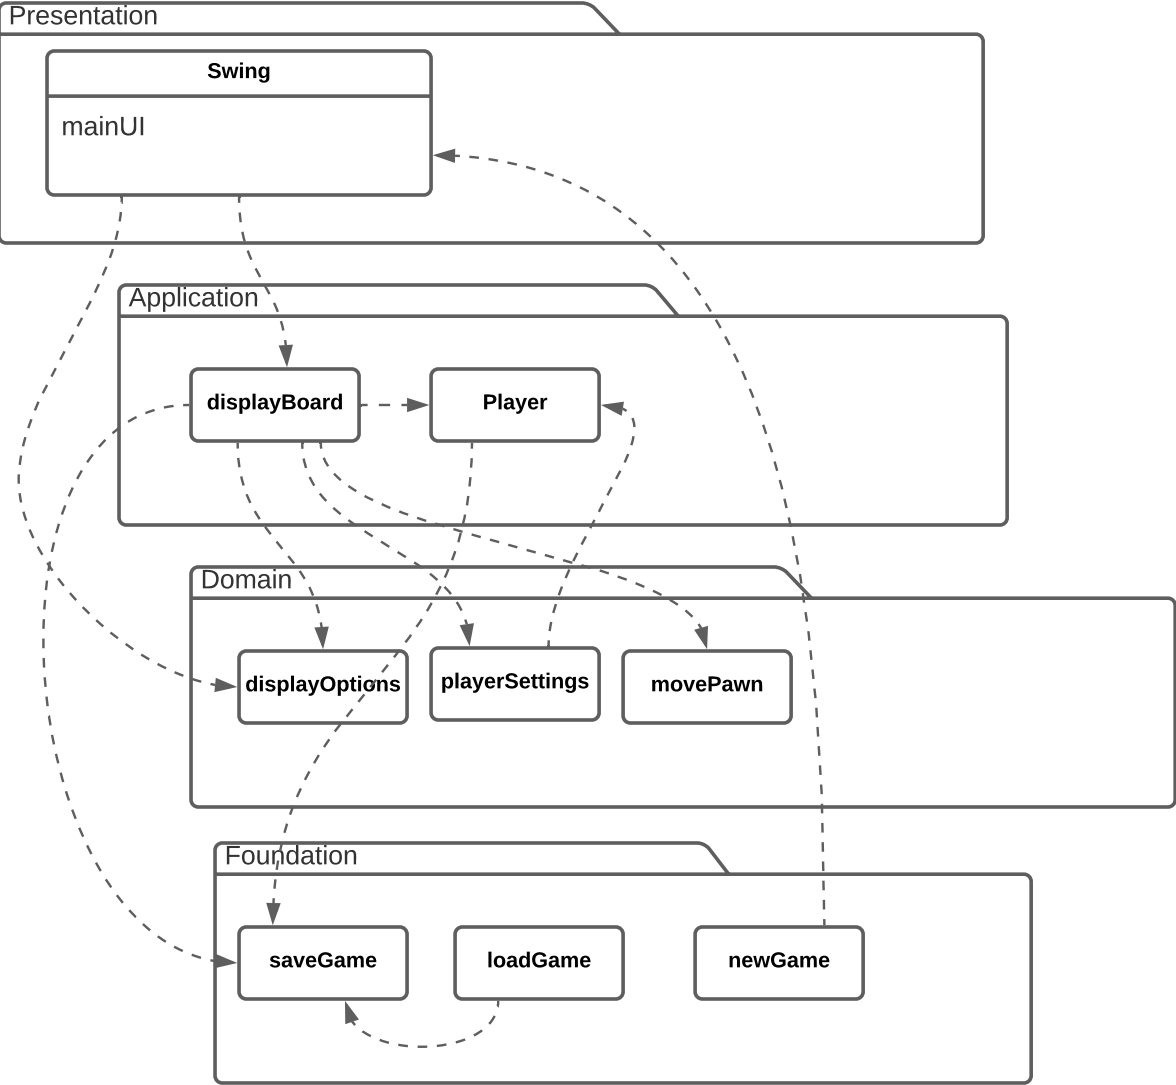 Presentation
Swing
mainUI
Application
displayBoard
Player
Domain
displayOptions
playerSettings
movePawn
Foundation
saveGame
loadGame
newGame